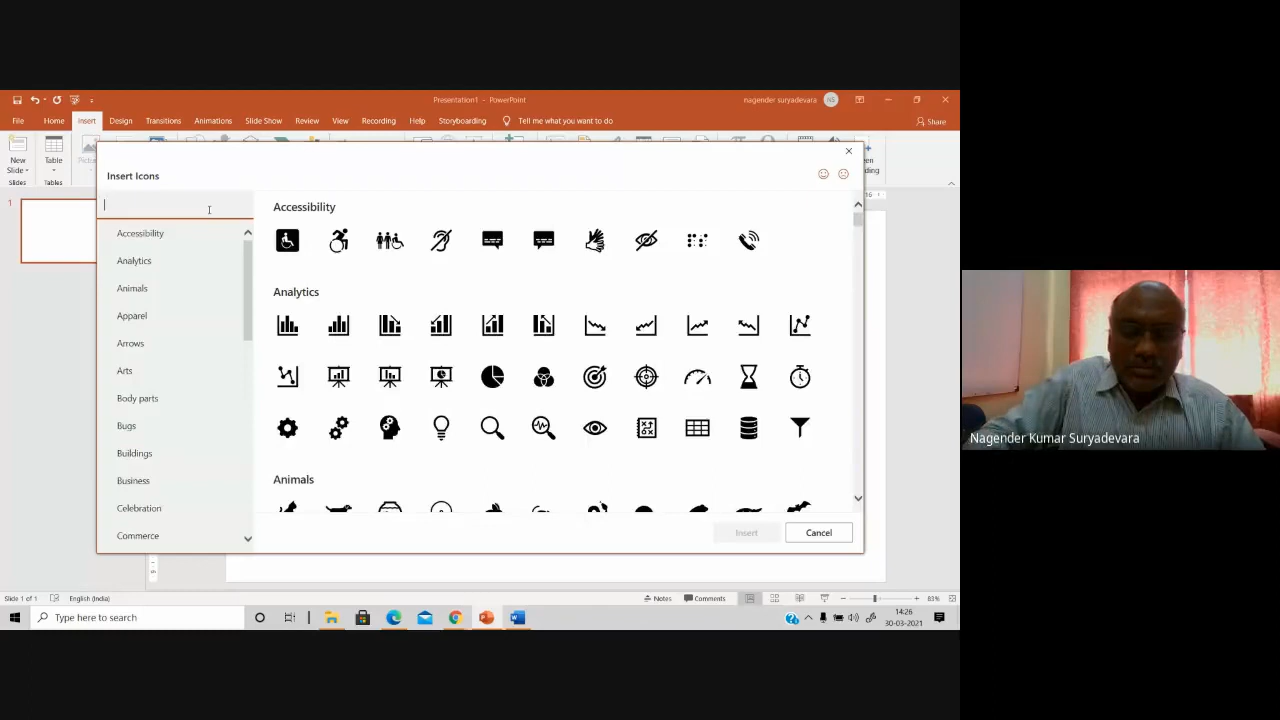 Presentation1 - PowerPoint
nagender suryadevara
NS
File
Home
Insert
Design
Transitions
Animations
Slide Show
Review
View
Recording
Help
Storyboarding
Tell me what you want to do
Share
New
Slide
Slides
Table
Tables
Insert Icons
16
1
Accessibility
Analytics
Animals
Apparel
Arrows
Arts
Body parts
Bugs
Buildings
Business
Celebration
Commerce
Accessibility
Analytics
Animals
Insert
Cancel
Nagender Kumar Suryadevara
Slide 1 of 1
English (India)
Notes
Comments
83%
Type here to search
14:26
30-03-2021